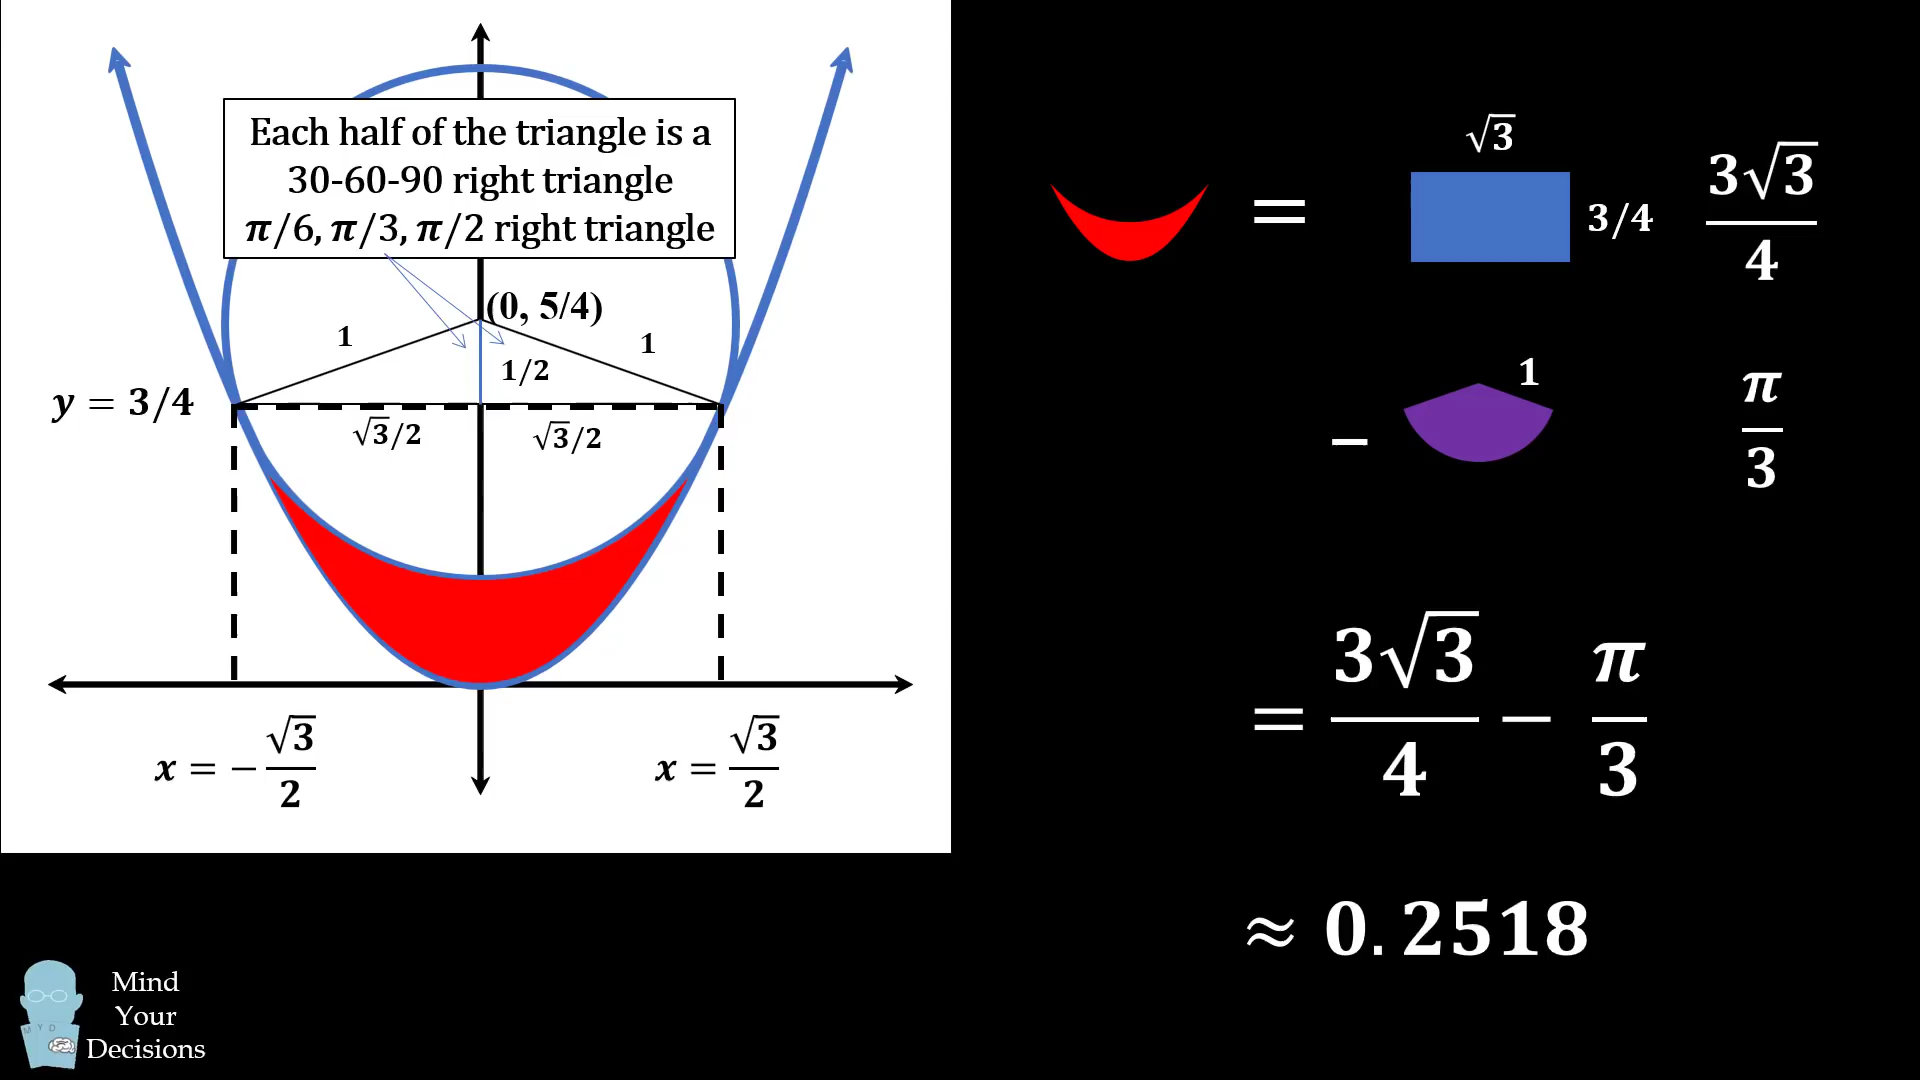 Each half of the triangle is a
30-60-90 right triangle
π/6, π/3, π/2 right triangle
(0, 5/4)
1
1
1/2
y = 3/4
√3/2
√3/2
x = −√3/2
x = √3/2
=
√3
3/4
3√3/4
−
1
π/3
= 3√3/4 − π/3
≈ 0.2518
M Y D
Mind
Your
Decisions